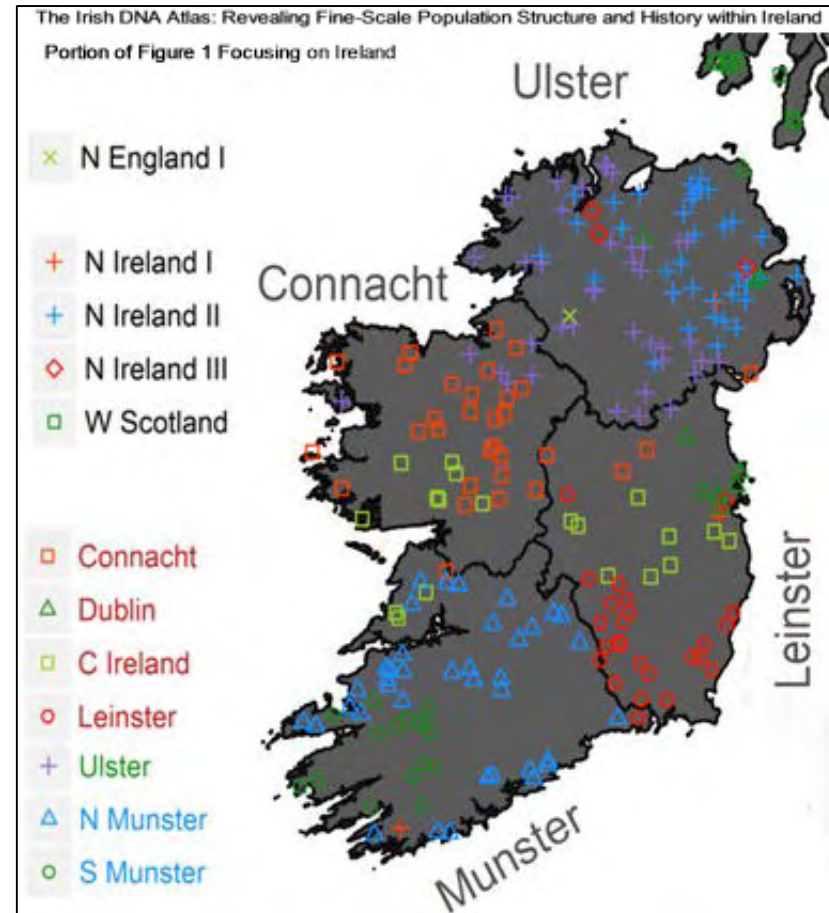 The Irish DNA Atlas: Revealing Fine-Scale Population Structure and History within Ireland
Portion of Figure 1 Focusing on Ireland
Ulster
N England I
Connacht
N Ireland I
N Ireland II
N Ireland III
W Scotland
Connacht
Dublin
C Ireland
Leinster
Ulster
N Munster
S Munster
Leinster
Munster